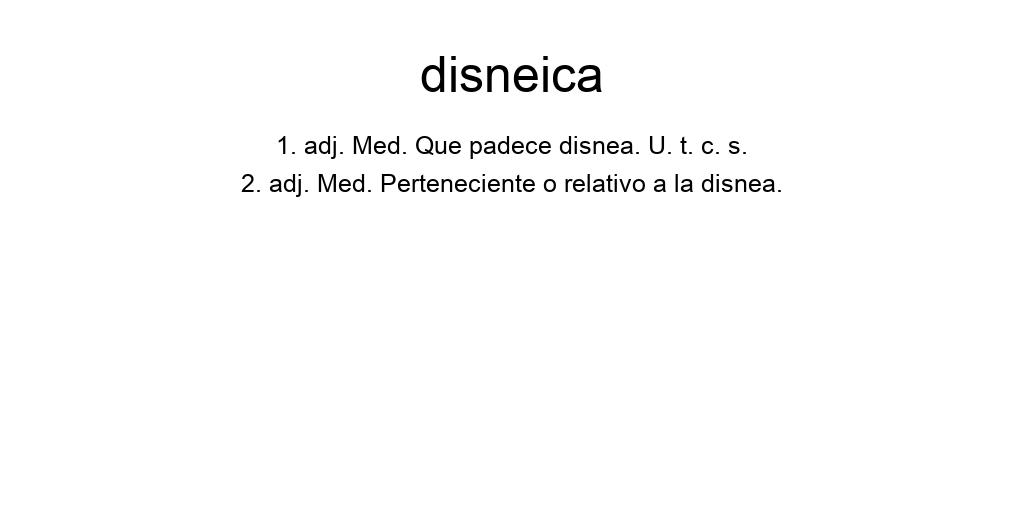 disneica
1. adj. Med. Que padece disnea. U. t. c. s.
2. adj. Med. Perteneciente o relativo a la disnea.